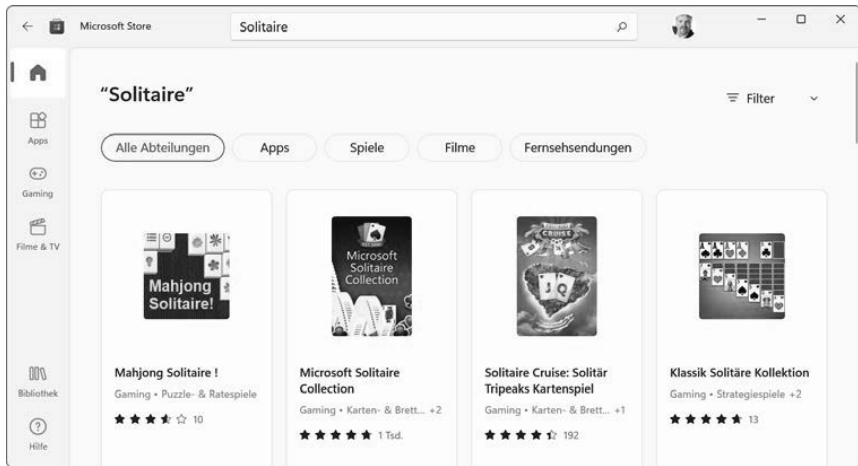 Microsoft Store
Solitaire
“Solitaire”
Filter
Alle Abteilungen
Apps
Spiele
Filme
Fernsehsendungen
Apps
Gaming
Filme & TV
Bibliothek
Hilfe
Mahjong
Solitaire!
Mahjong Solitaire !
Gaming • Puzzle- & Ratespiele
10
Microsoft
Solitaire
Collection
Microsoft Solitaire
Collection
Gaming • Karten- & Brett... +2
1 Tsd.
CRUISE
J Q
Solitaire Cruise: Solitär
Tripeaks Kartenspiel
Gaming • Karten- & Brett... +1
192
Klassik Solitäre Kollektion
Gaming • Strategiespiele +2
13